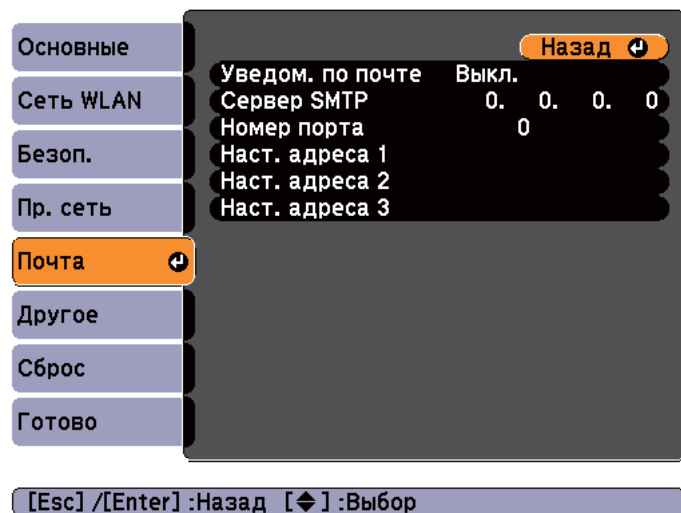 Основные
Сеть WLAN
Безоп.
Пр. сеть
Почта
Другое
Сброс
Готово
Назад
Уведом. по почте Выкл.
Сервер SMTP 0. 0. 0. 0
Номер порта 0
Наст. адреса 1
Наст. адреса 2
Наст. адреса 3
[Esc] /[Enter] :Назад [◆] :Выбор